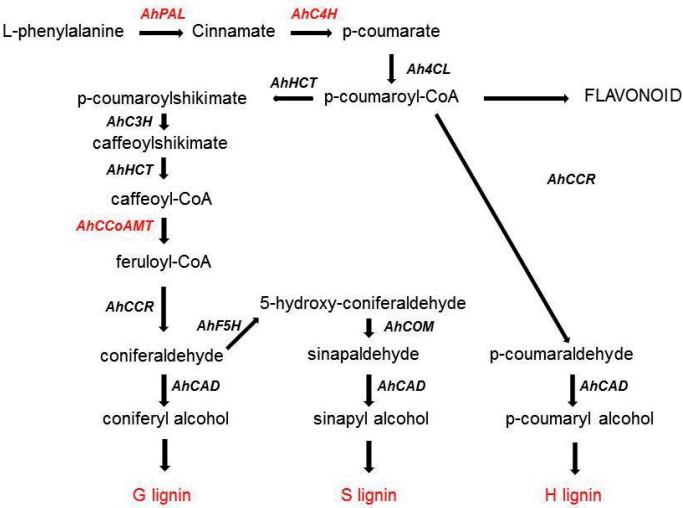 AhPAL AhC4H
L-phenylalanine Cinnamate p-coumarate
AhHCT Ah4CL
p-coumaroylshikimate p-coumaroyl-CoA FLAVONOID
AhC3H
caffeoylshikimate
AhHCT
caffeoyl-CoA
AhCCR
AhCCoAMT
feruloyl-CoA
AhCCR
5-hydroxy-coniferaldehyde
AhF5H AhCOM
coniferaldehyde sinapaldehyde p-coumaraldehyde
AhCAD AhCAD AhCAD
coniferyl alcohol sinapyl alcohol p-coumaryl alcohol
G lignin S lignin H lignin